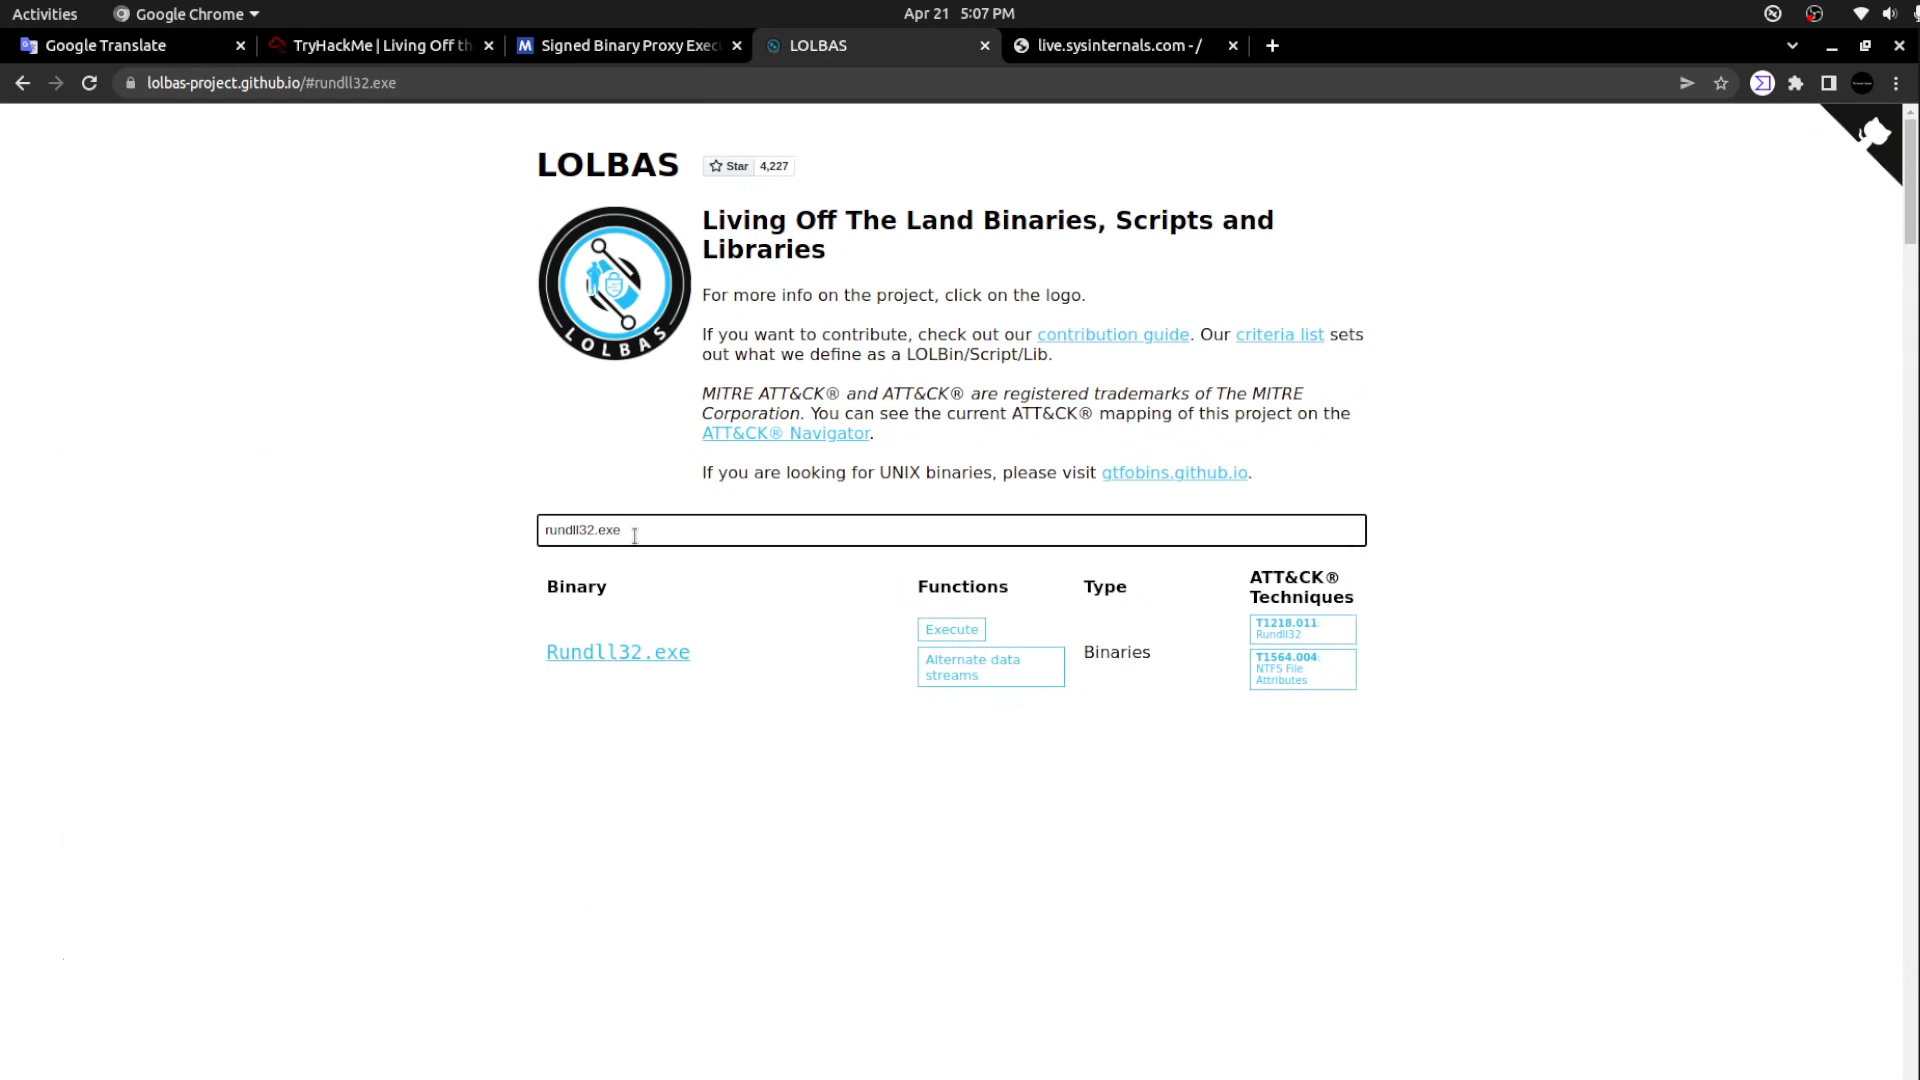 Activities
Google Chrome
Apr 21 5:07 PM
Google Translate
TryHackMe | Living Off th
M Signed Binary Proxy Exec
LOLBAS
live.sysinternals.com - /
lolbas-project.github.io/#rundll32.exe
LOLBAS
Star 4,227
LOLBAS
Living Off The Land Binaries, Scripts and
Libraries
For more info on the project, click on the logo.
If you want to contribute, check out our contribution guide. Our criteria list sets
out what we define as a LOLBin/Script/Lib.
MITRE ATT&CK® and ATT&CK® are registered trademarks of The MITRE
Corporation. You can see the current ATT&CK® mapping of this project on the
ATT&CK® Navigator.
If you are looking for UNIX binaries, please visit gtfobins.github.io.
rundll32.exe
Binary
Functions
Type
ATT&CK®
Techniques
Rundll32.exe
Execute
Alternate data
streams
Binaries
T1218.011:
Rundll32
T1564.004:
NTFS File
Attributes